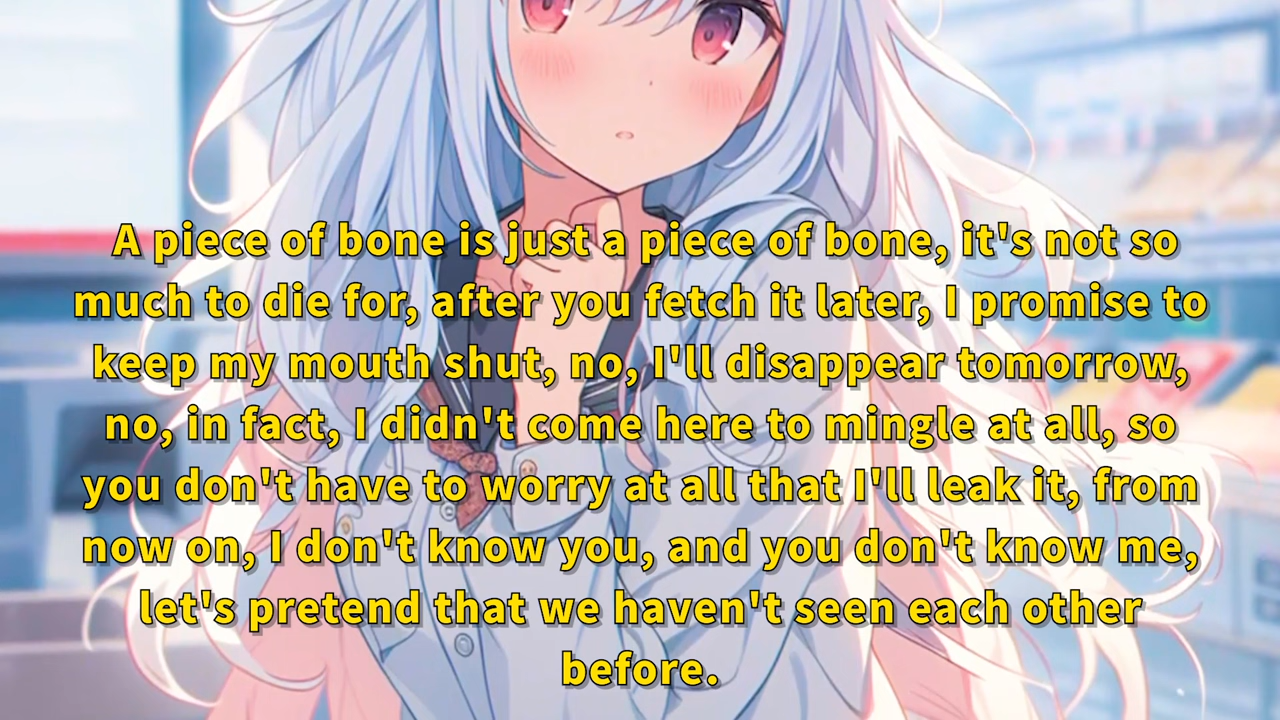 A piece of bone is just a piece of bone, it's not so
much to die for, after you fetch it later, I promise to
keep my mouth shut, no, I'll disappear tomorrow,
no, in fact, I didn't come here to mingle at all, so
you don't have to worry at all that I'll leak it, from
now on, I don't know you, and you don't know me,
let's pretend that we haven't seen each other
before.